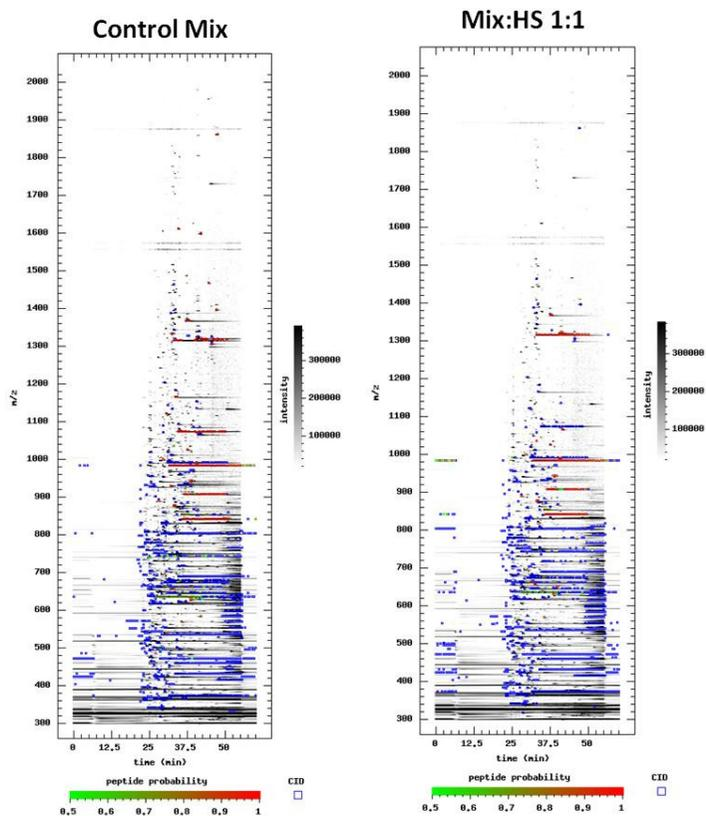 Control Mix
2000
1900
1800
1700
1600
1500
1400
1300
1200
1100
1000
900
800
700
600
500
400
300
m/z
0 12.5 25 37.5 50
time (min)
intensity
300000
200000
100000
peptide probability
0.5 0.6 0.7 0.8 0.9 1
CID
Mix:HS 1:1
2000
1900
1800
1700
1600
1500
1400
1300
1200
1100
1000
900
800
700
600
500
400
300
m/z
0 12.5 25 37.5 50
time (min)
intensity
300000
200000
100000
peptide probability
0.5 0.6 0.7 0.8 0.9 1
CID